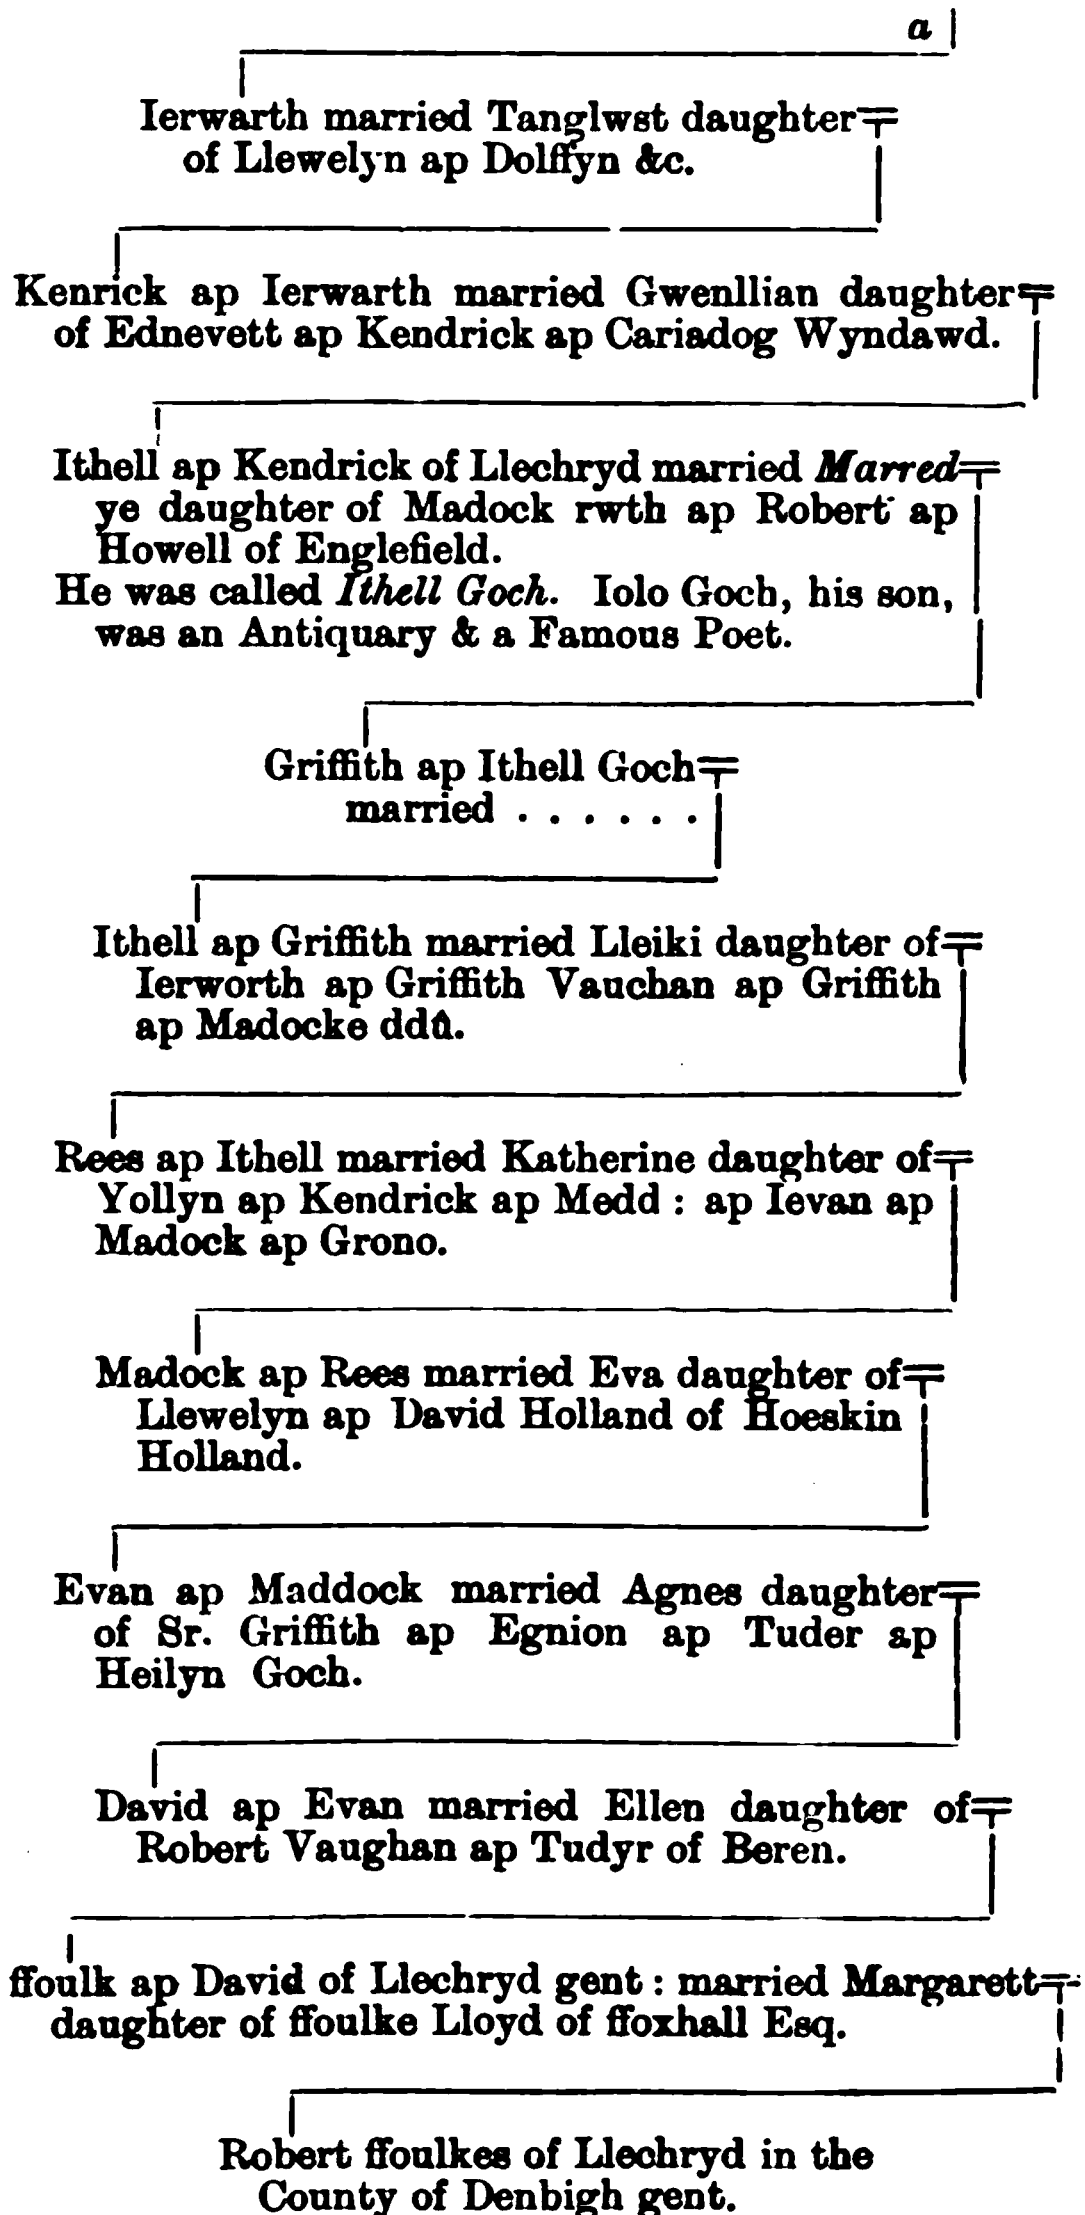 a
Ierwarth married Tanglwst daughter
of Llewelyn ap Dolffyn &c.
Kenrick ap Ierwarth married Gwenllian daughter
of Ednevett ap Kendrick ap Cariadog Wyndawd.
Ithell ap Kendrick of Llechryd married Marred
ye daughter of Madock rwth ap Robert ap
Howell of Englefield.
He was called Ithell Goch. Iolo Goch, his son,
was an Antiquary & a Famous Poet.
Griffith ap Ithell Goch
married . . . . . .
Ithell ap Griffith married Lleiki daughter of
Ierworth ap Griffith Vauchan ap Griffith
ap Madocke ddû.
Rees ap Ithell married Katherine daughter of
Yollyn ap Kendrick ap Medd : ap Ievan ap
Madock ap Grono.
Madock ap Rees married Eva daughter of
Llewelyn ap David Holland of Hoeskin
Holland.
Evan ap Maddock married Agnes daughter
of Sr. Griffith ap Egnion ap Tuder ap
Heilyn Goch.
David ap Evan married Ellen daughter of
Robert Vaughan ap Tudyr of Beren.
ffoulk ap David of Llechryd gent : married Margarett
daughter of ffoulke Lloyd of ffoxhall Esq.
Robert ffoulkes of Llechryd in the
County of Denbigh gent.